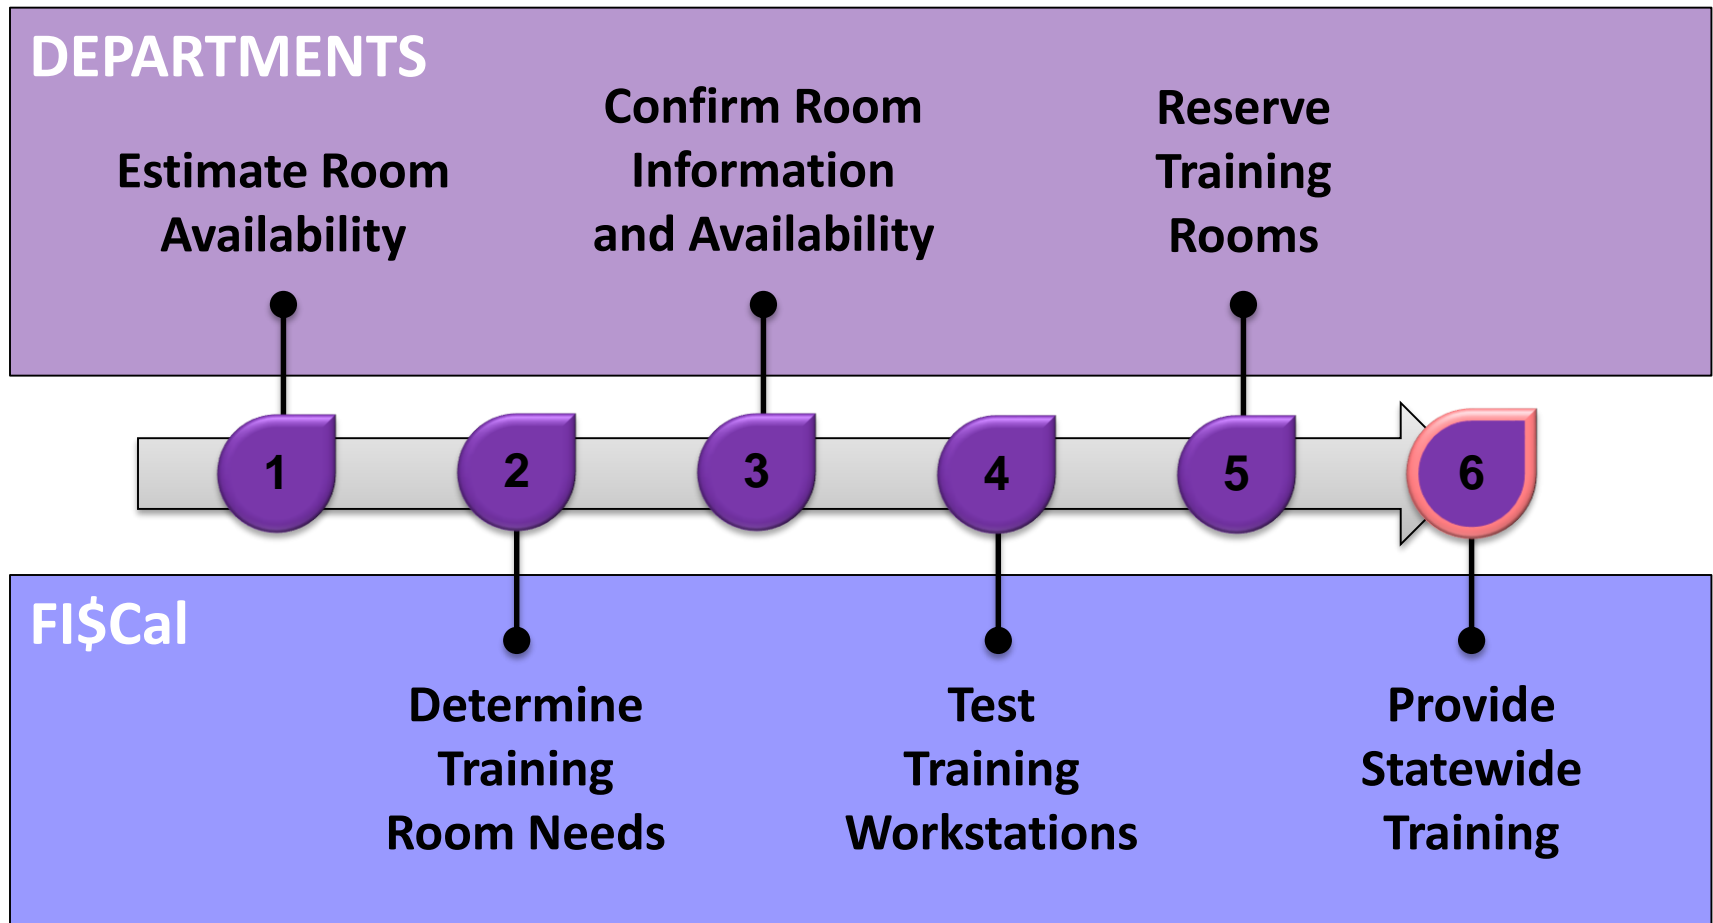 DEPARTMENTS
Estimate Room
Availability
Confirm Room
Information
and Availability
Reserve
Training
Rooms
1
2
3
4
5
6
FI$Cal
Determine
Training
Room Needs
Test
Training
Workstations
Provide
Statewide
Training